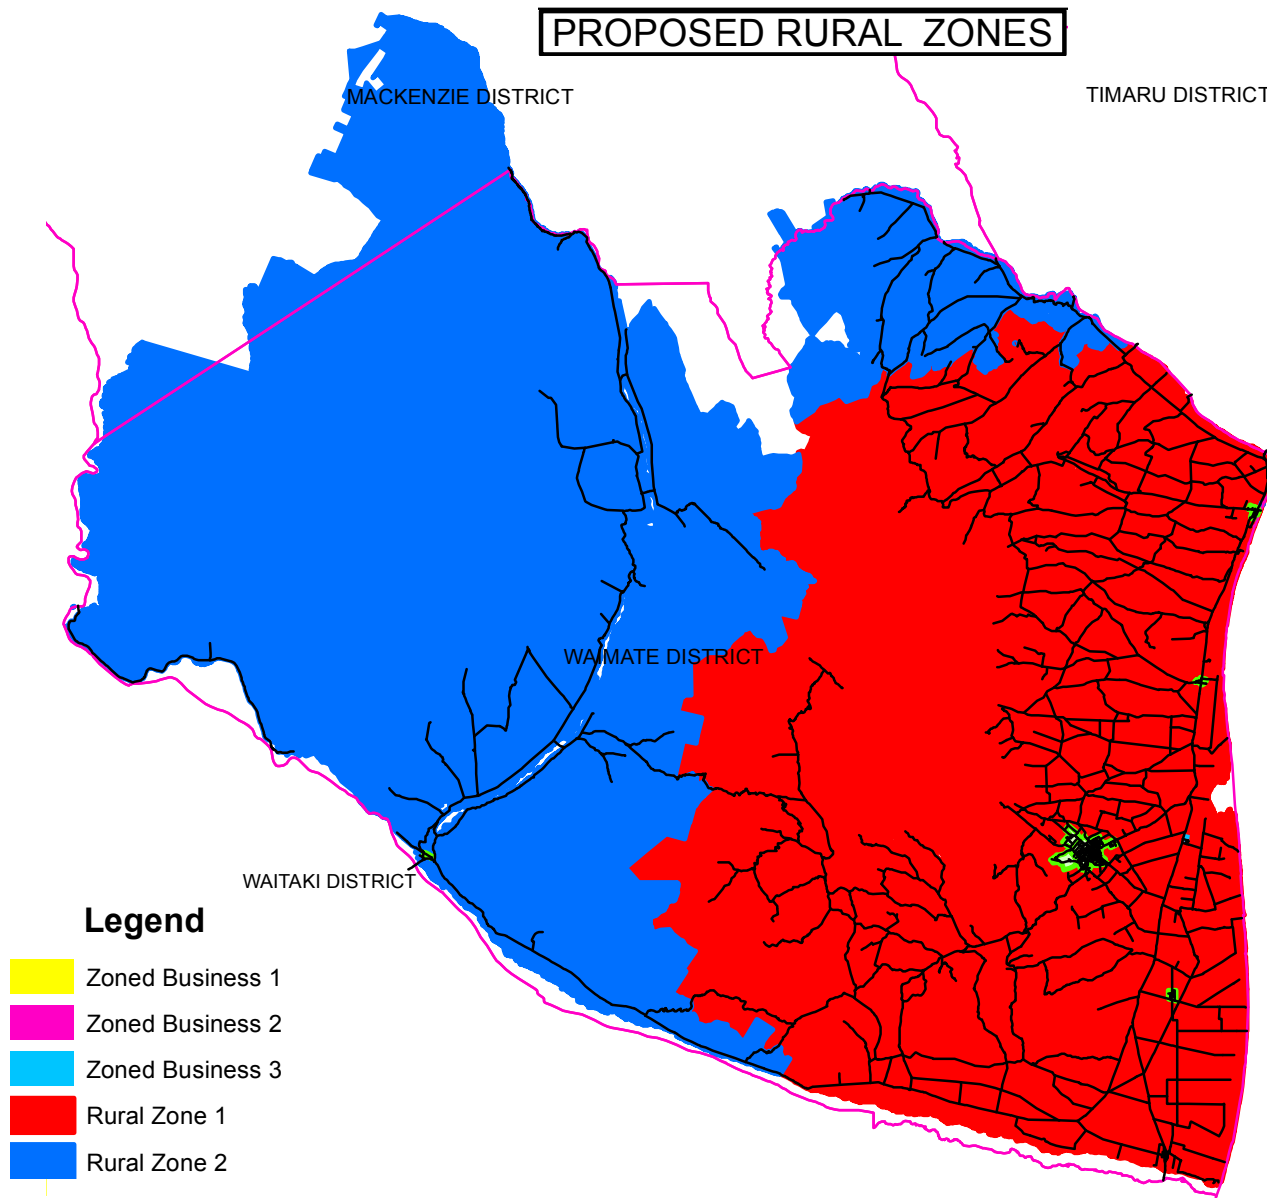 PROPOSED RURAL ZONES
MACKENZIE DISTRICT
TIMARU DISTRICT
WAIMATE DISTRICT
WAITAKI DISTRICT
Legend
Zoned Business 1
Zoned Business 2
Zoned Business 3
Rural Zone 1
Rural Zone 2